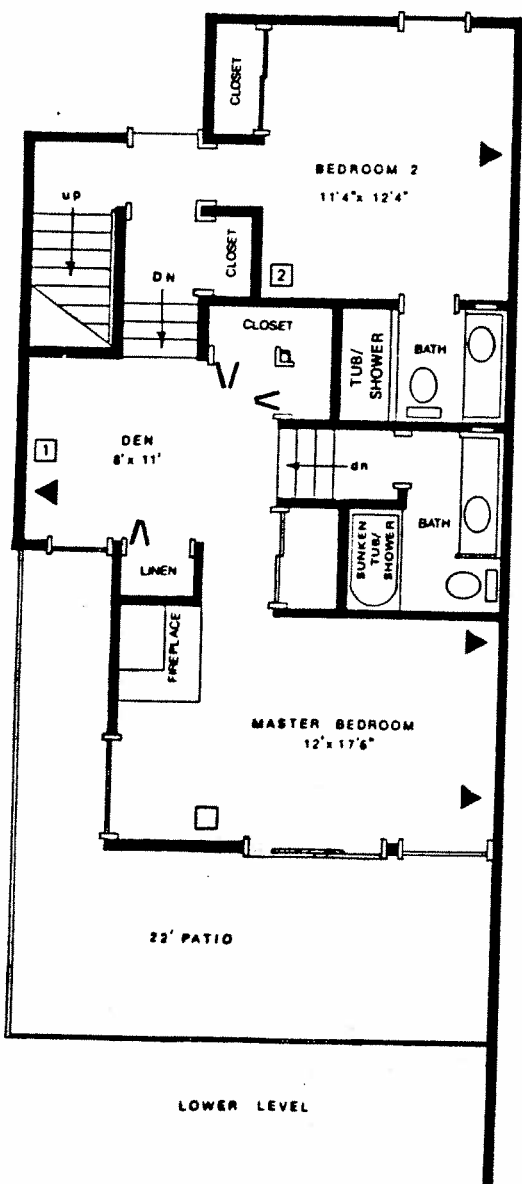 CLOSET
BEDROOM 2
11'4" x 12'4"
up
CLOSET
DN
2
CLOSET
TUB/
SHOWER
BATH
DEN
8' x 11'
1
dn
BATH
SUNKEN
TUB/
SHOWER
LINEN
FIREPLACE
MASTER BEDROOM
12' x 17'6"
22' PATIO
LOWER LEVEL